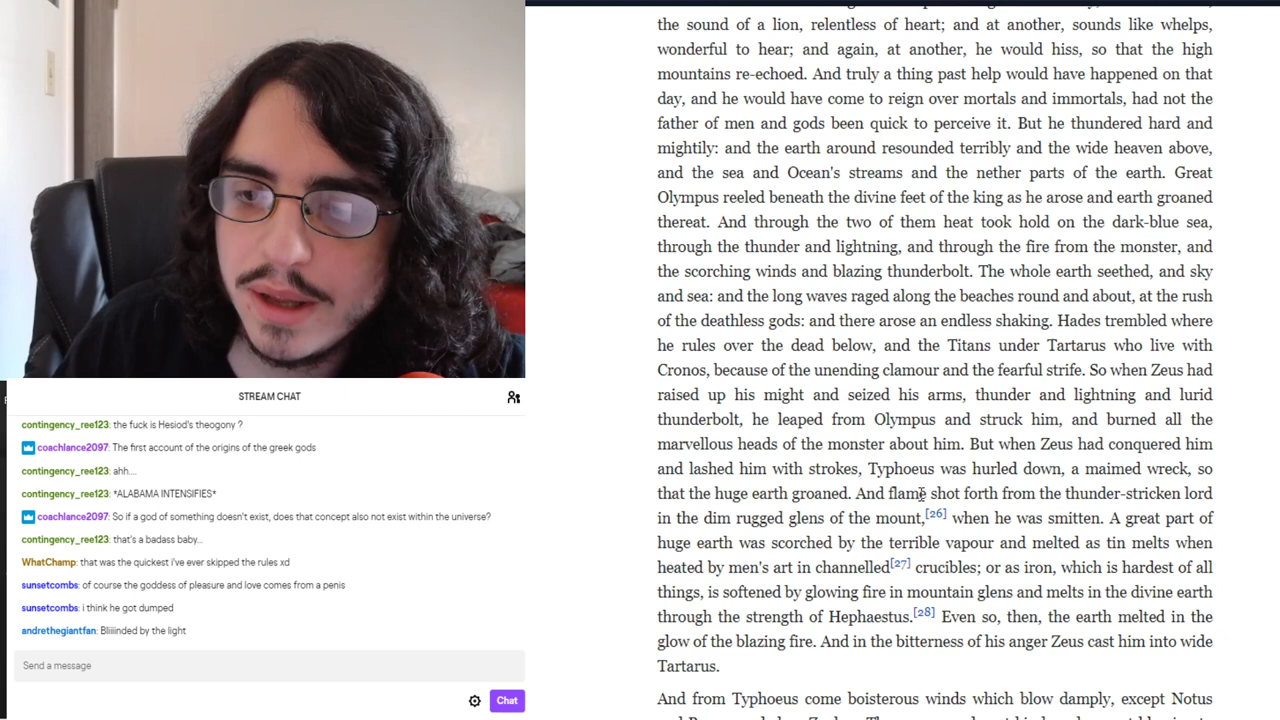 STREAM CHAT
contingency_ree123: the fuck is Hesiod's theogony ?
coachlance2097: The first account of the origins of the greek gods
contingency_ree123: ahh....
contingency_ree123: *ALABAMA INTENSIFIES*
coachlance2097: So if a god of something doesn't exist, does that concept also not exist within the universe?
contingency_ree123: that's a badass baby...
WhatChamp: that was the quickest i've ever skipped the rules xd
sunsetcombs: of course the goddess of pleasure and love comes from a penis
sunsetcombs: i think he got dumped
andrethegiantfan: Bliiiinded by the light
Send a message
Chat
the sound of a lion, relentless of heart; and at another, sounds like whelps,
wonderful to hear; and again, at another, he would hiss, so that the high
mountains re-echoed. And truly a thing past help would have happened on that
day, and he would have come to reign over mortals and immortals, had not the
father of men and gods been quick to perceive it. But he thundered hard and
mightily: and the earth around resounded terribly and the wide heaven above,
and the sea and Ocean's streams and the nether parts of the earth. Great
Olympus reeled beneath the divine feet of the king as he arose and earth groaned
thereat. And through the two of them heat took hold on the dark-blue sea,
through the thunder and lightning, and through the fire from the monster, and
the scorching winds and blazing thunderbolt. The whole earth seethed, and sky
and sea: and the long waves raged along the beaches round and about, at the rush
of the deathless gods: and there arose an endless shaking. Hades trembled where
he rules over the dead below, and the Titans under Tartarus who live with
Cronos, because of the unending clamour and the fearful strife. So when Zeus had
raised up his might and seized his arms, thunder and lightning and lurid
thunderbolt, he leaped from Olympus and struck him, and burned all the
marvellous heads of the monster about him. But when Zeus had conquered him
and lashed him with strokes, Typhoeus was hurled down, a maimed wreck, so
that the huge earth groaned. And flame shot forth from the thunder-stricken lord
in the dim rugged glens of the mount,[26] when he was smitten. A great part of
huge earth was scorched by the terrible vapour and melted as tin melts when
heated by men's art in channelled[27] crucibles; or as iron, which is hardest of all
things, is softened by glowing fire in mountain glens and melts in the divine earth
through the strength of Hephaestus.[28] Even so, then, the earth melted in the
glow of the blazing fire. And in the bitterness of his anger Zeus cast him into wide
Tartarus.
And from Typhoeus come boisterous winds which blow damply, except Notus